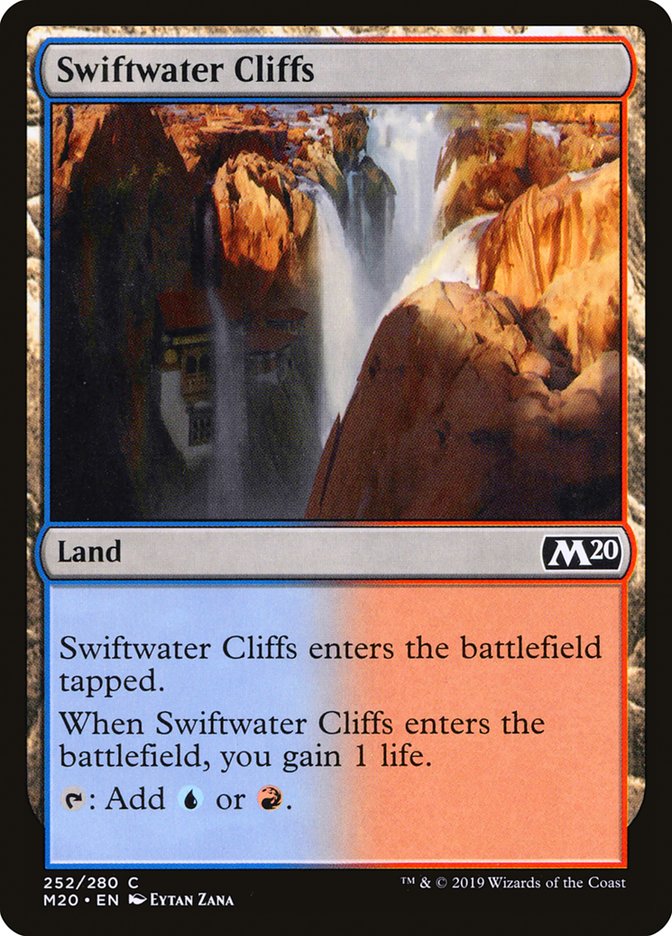 Swiftwater Cliffs
Land
M20
Swiftwater Cliffs enters the battlefield
tapped.
When Swiftwater Cliffs enters the
battlefield, you gain 1 life.
: Add or .
252/280 C
M20 • EN Eytan Zana
™ & © 2019 Wizards of the Coast